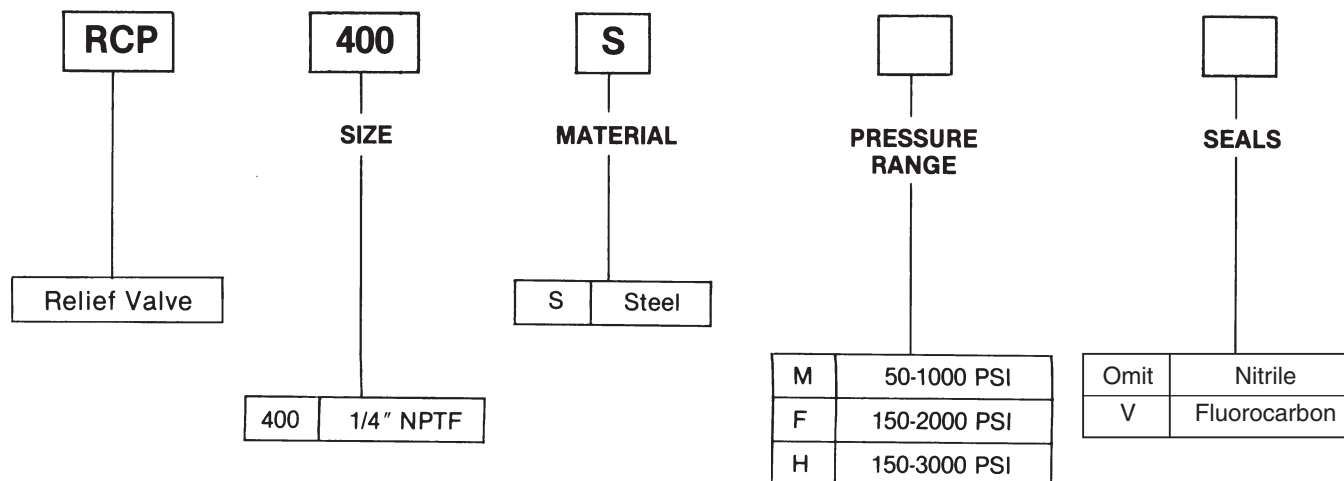 RCP 400 S
SIZE MATERIAL PRESSURE RANGE SEALS
Relief Valve
S Steel
400 1/4" NPTF
M 50-1000 PSI
F 150-2000 PSI
H 150-3000 PSI
Omit Nitrile
V Fluorocarbon